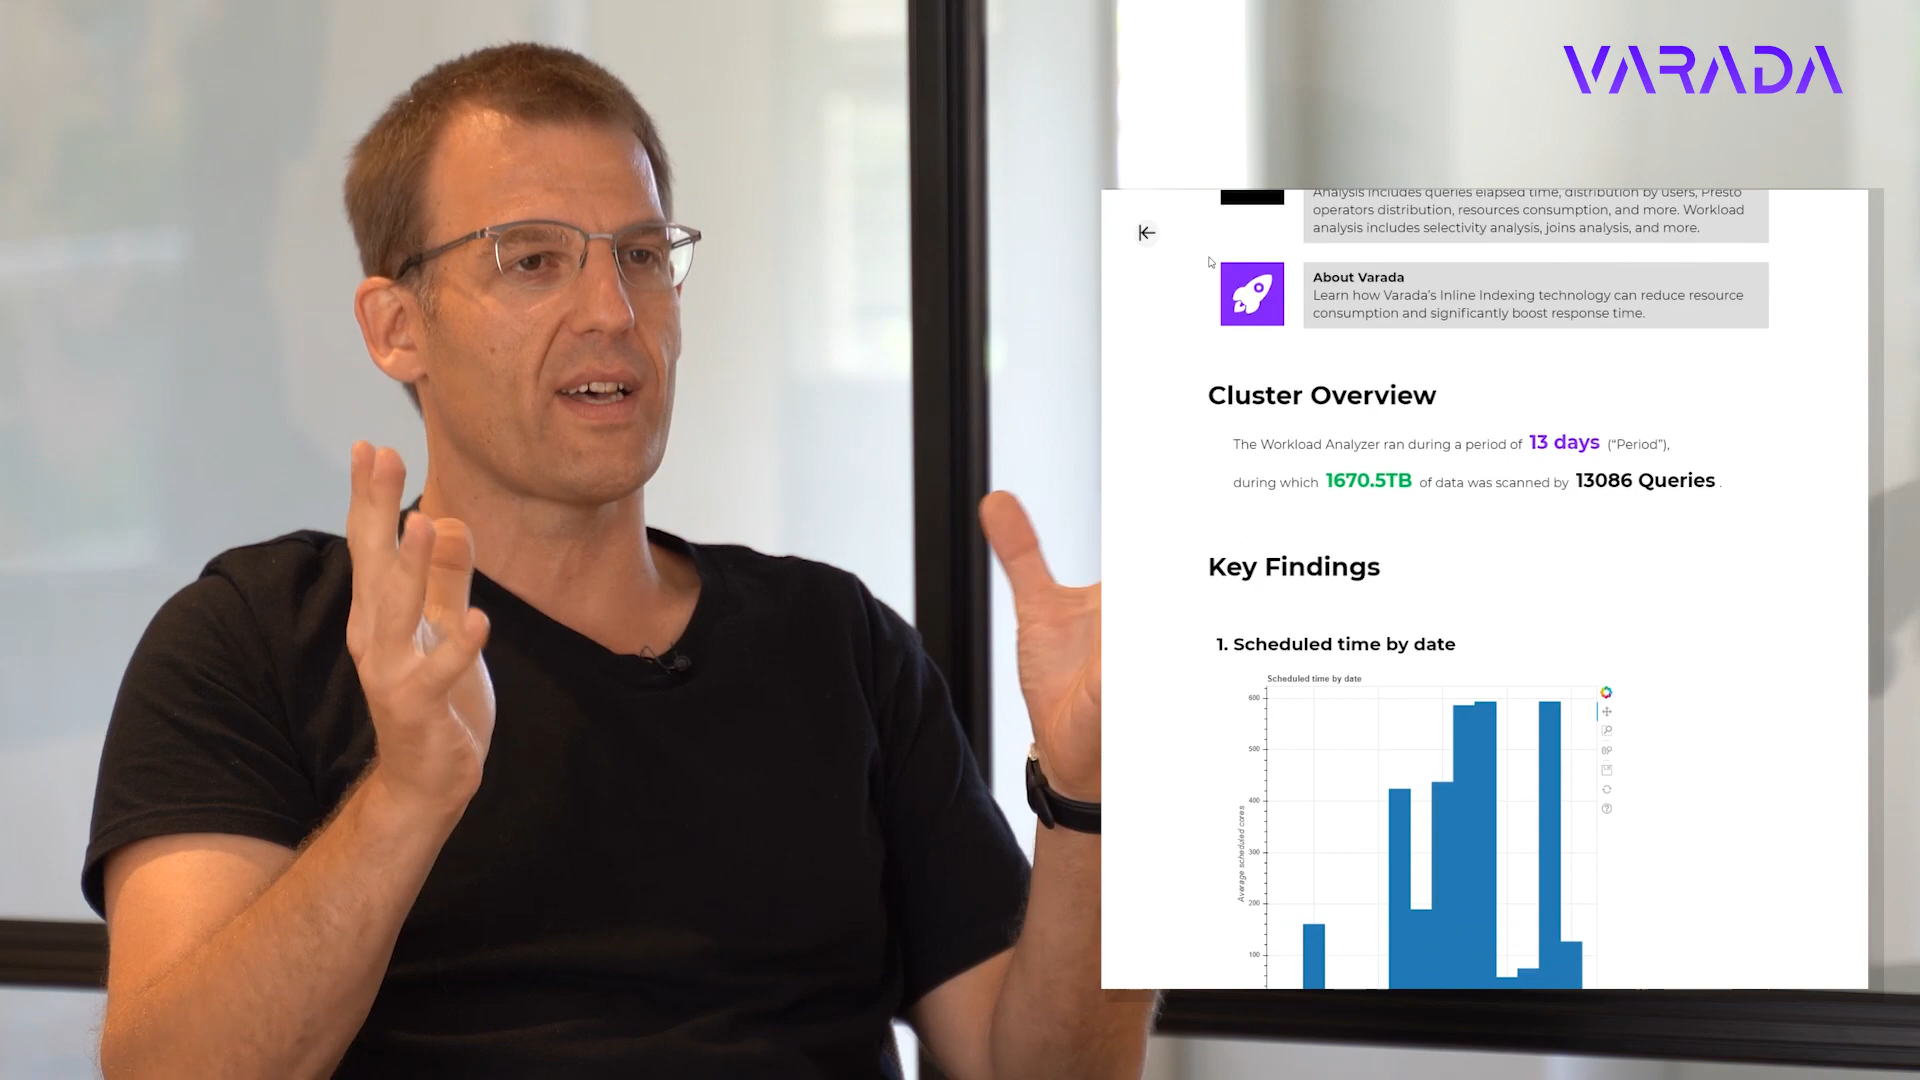 VARADA
Analysis includes queries elapsed time, distribution by users, Presto
operators distribution, resources consumption, and more. Workload
analysis includes selectivity analysis, joins analysis, and more.
About Varada
Learn how Varada's Inline Indexing technology can reduce resource
consumption and significantly boost response time.
Cluster Overview
The Workload Analyzer ran during a period of 13 days ("Period"),
during which 1670.5TB of data was scanned by 13086 Queries .
Key Findings
1. Scheduled time by date
Scheduled time by date
600
500
400
300
200
100
Average scheduled cores